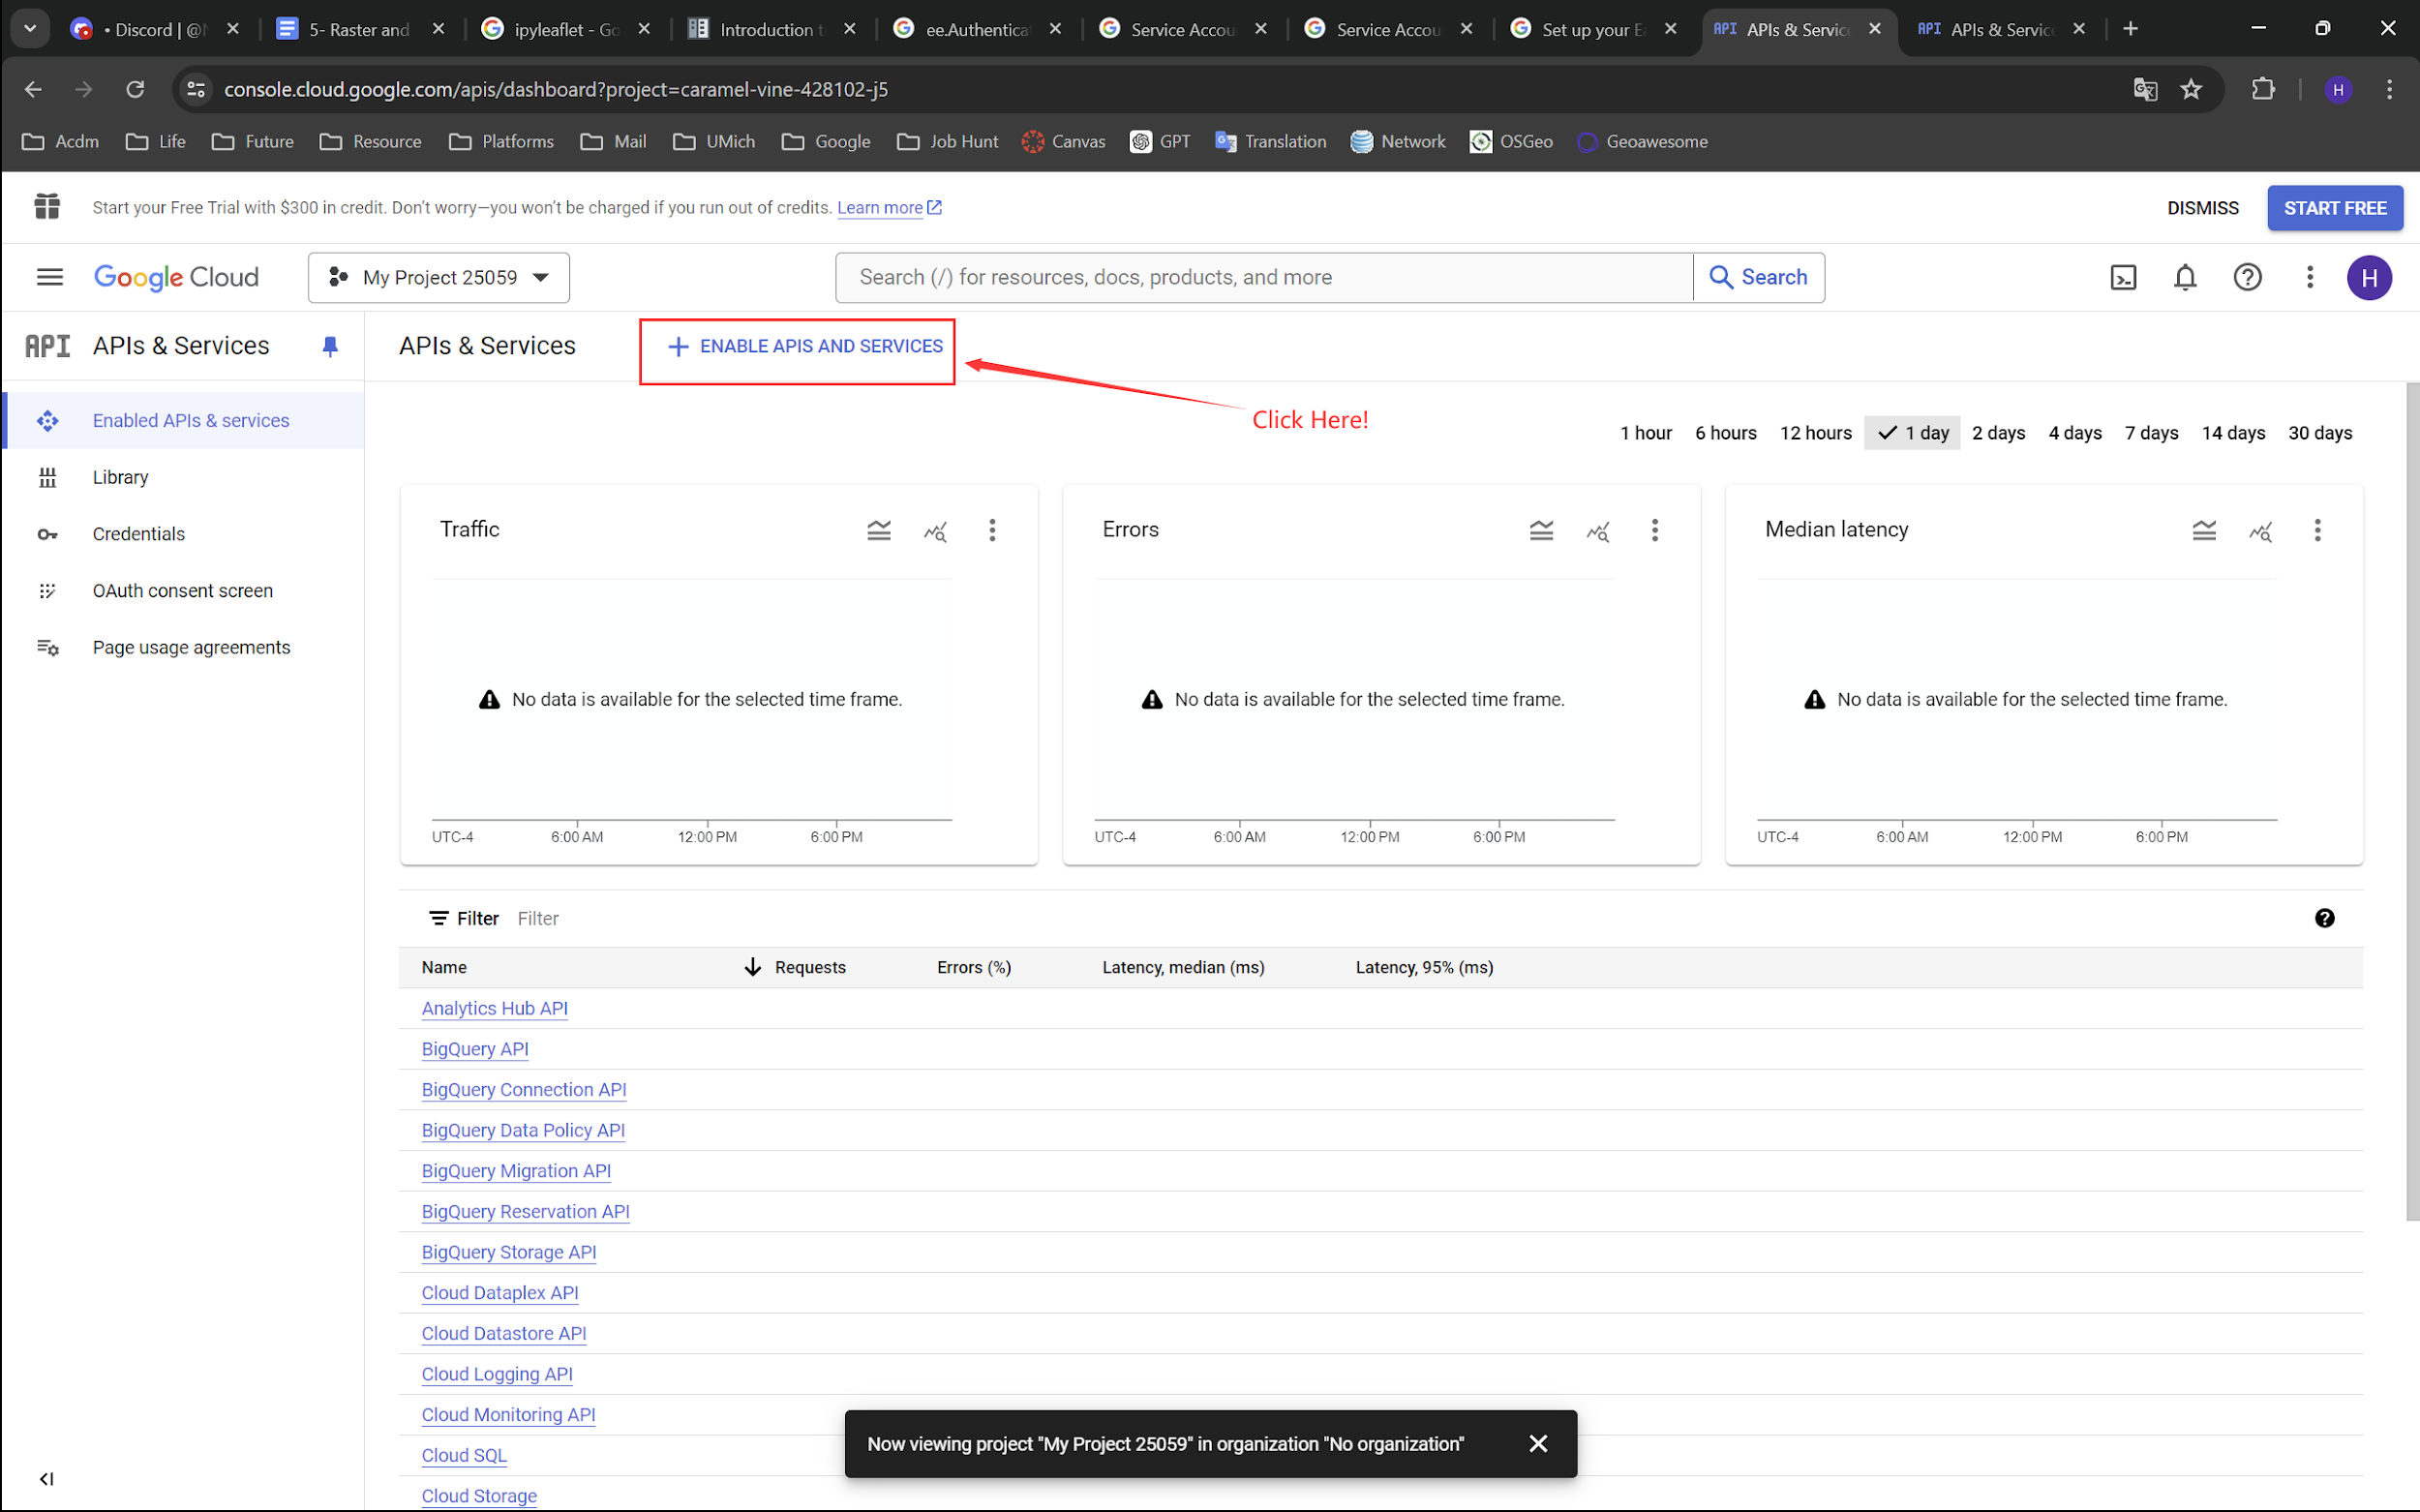 • Discord | @
5- Raster and
ipyleaflet - Go
Introduction t
ee.Authentica
Service Accou
Service Accou
Set up your Ea
API APIs & Servic
API APIs & Servic
console.cloud.google.com/apis/dashboard?project=caramel-vine-428102-j5
H
Acdm Life Future Resource Platforms Mail UMich Google Job Hunt Canvas GPT Translation Network OSGeo Geoawesome
Start your Free Trial with $300 in credit. Don't worry—you won't be charged if you run out of credits. Learn more
DISMISS
START FREE
Google Cloud
My Project 25059
Search (/) for resources, docs, products, and more
Search
H
API APIs & Services
APIs & Services
+ ENABLE APIS AND SERVICES
Click Here!
Enabled APIs & services
Library
Credentials
OAuth consent screen
Page usage agreements
1 hour 6 hours 12 hours 1 day 2 days 4 days 7 days 14 days 30 days
Traffic
No data is available for the selected time frame.
UTC-4 6:00 AM 12:00 PM 6:00 PM
Errors
No data is available for the selected time frame.
UTC-4 6:00 AM 12:00 PM 6:00 PM
Median latency
No data is available for the selected time frame.
UTC-4 6:00 AM 12:00 PM 6:00 PM
Filter Filter
Name Requests Errors (%) Latency, median (ms) Latency, 95% (ms)
Analytics Hub API
BigQuery API
BigQuery Connection API
BigQuery Data Policy API
BigQuery Migration API
BigQuery Reservation API
BigQuery Storage API
Cloud Dataplex API
Cloud Datastore API
Cloud Logging API
Cloud Monitoring API
Cloud SQL
Cloud Storage
Now viewing project "My Project 25059" in organization "No organization"